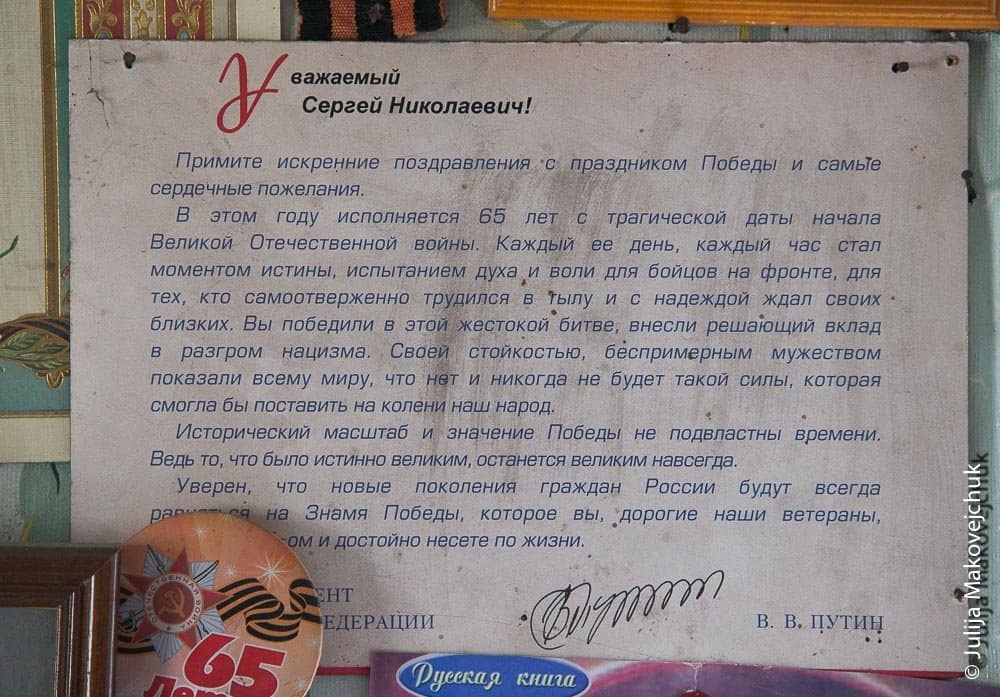 Уважаемый
Сергей Николаевич!
Примите искренние поздравления с праздником Победы и самые
сердечные пожелания.
В этом году исполняется 65 лет с трагической даты начала
Великой Отечественной войны. Каждый ее день, каждый час стал
моментом истины, испытанием духа и воли для бойцов на фронте, для
тех, кто самоотверженно трудился в тылу и с надеждой ждал своих
близких. Вы победили в этой жестокой битве, внесли решающий вклад
в разгром нацизма. Своей стойкостью, беспримерным мужеством
показали всему миру, что нет и никогда не будет такой силы, которая
смогла бы поставить на колени наш народ.
Исторический масштаб и значение Победы не подвластны времени.
Ведь то, что было истинно великим, останется великим навсегда.
Уверен, что новые поколения граждан России будут всегда
равняться на Знамя Победы, которое вы, дорогие наши ветераны,
и достойно несете по жизни.
ЕНТ
ЕДЕРАЦИИ
В. В. ПУТИН
ОТЕЧЕСТВЕННАЯ ВОЙНА
65
Лет
Русская книга
© Julija Makovejchuk